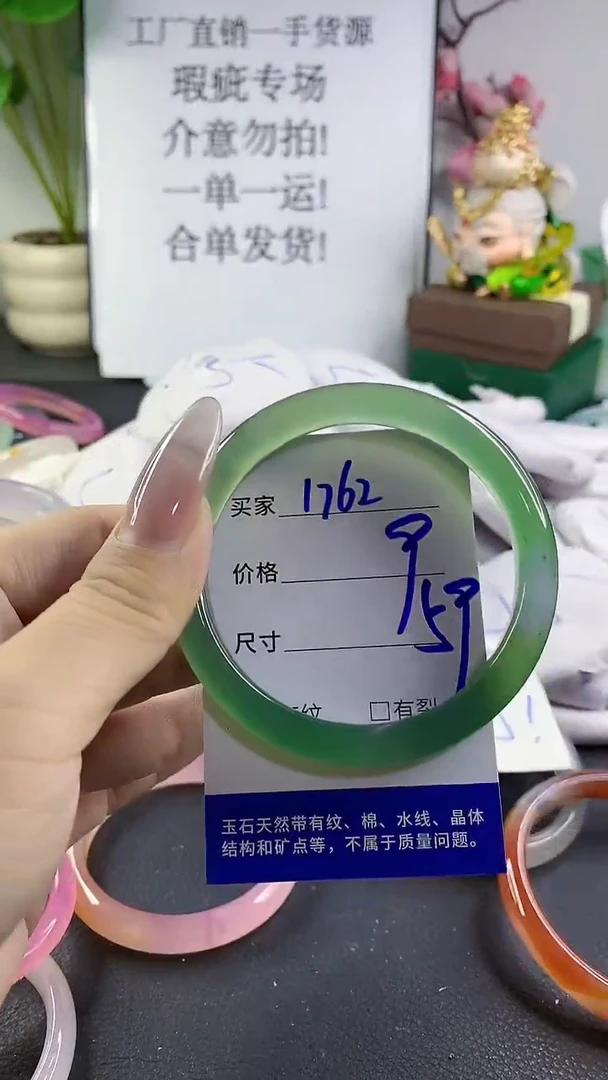 工厂直销一手货源
瑕疵专场
介意勿拍!
一单一运!
合单发货!
买家 1762
价格 9
尺寸 59
纹 □有裂
玉石天然带有纹、棉、水线、晶体
结构和矿点等，不属于质量问题。